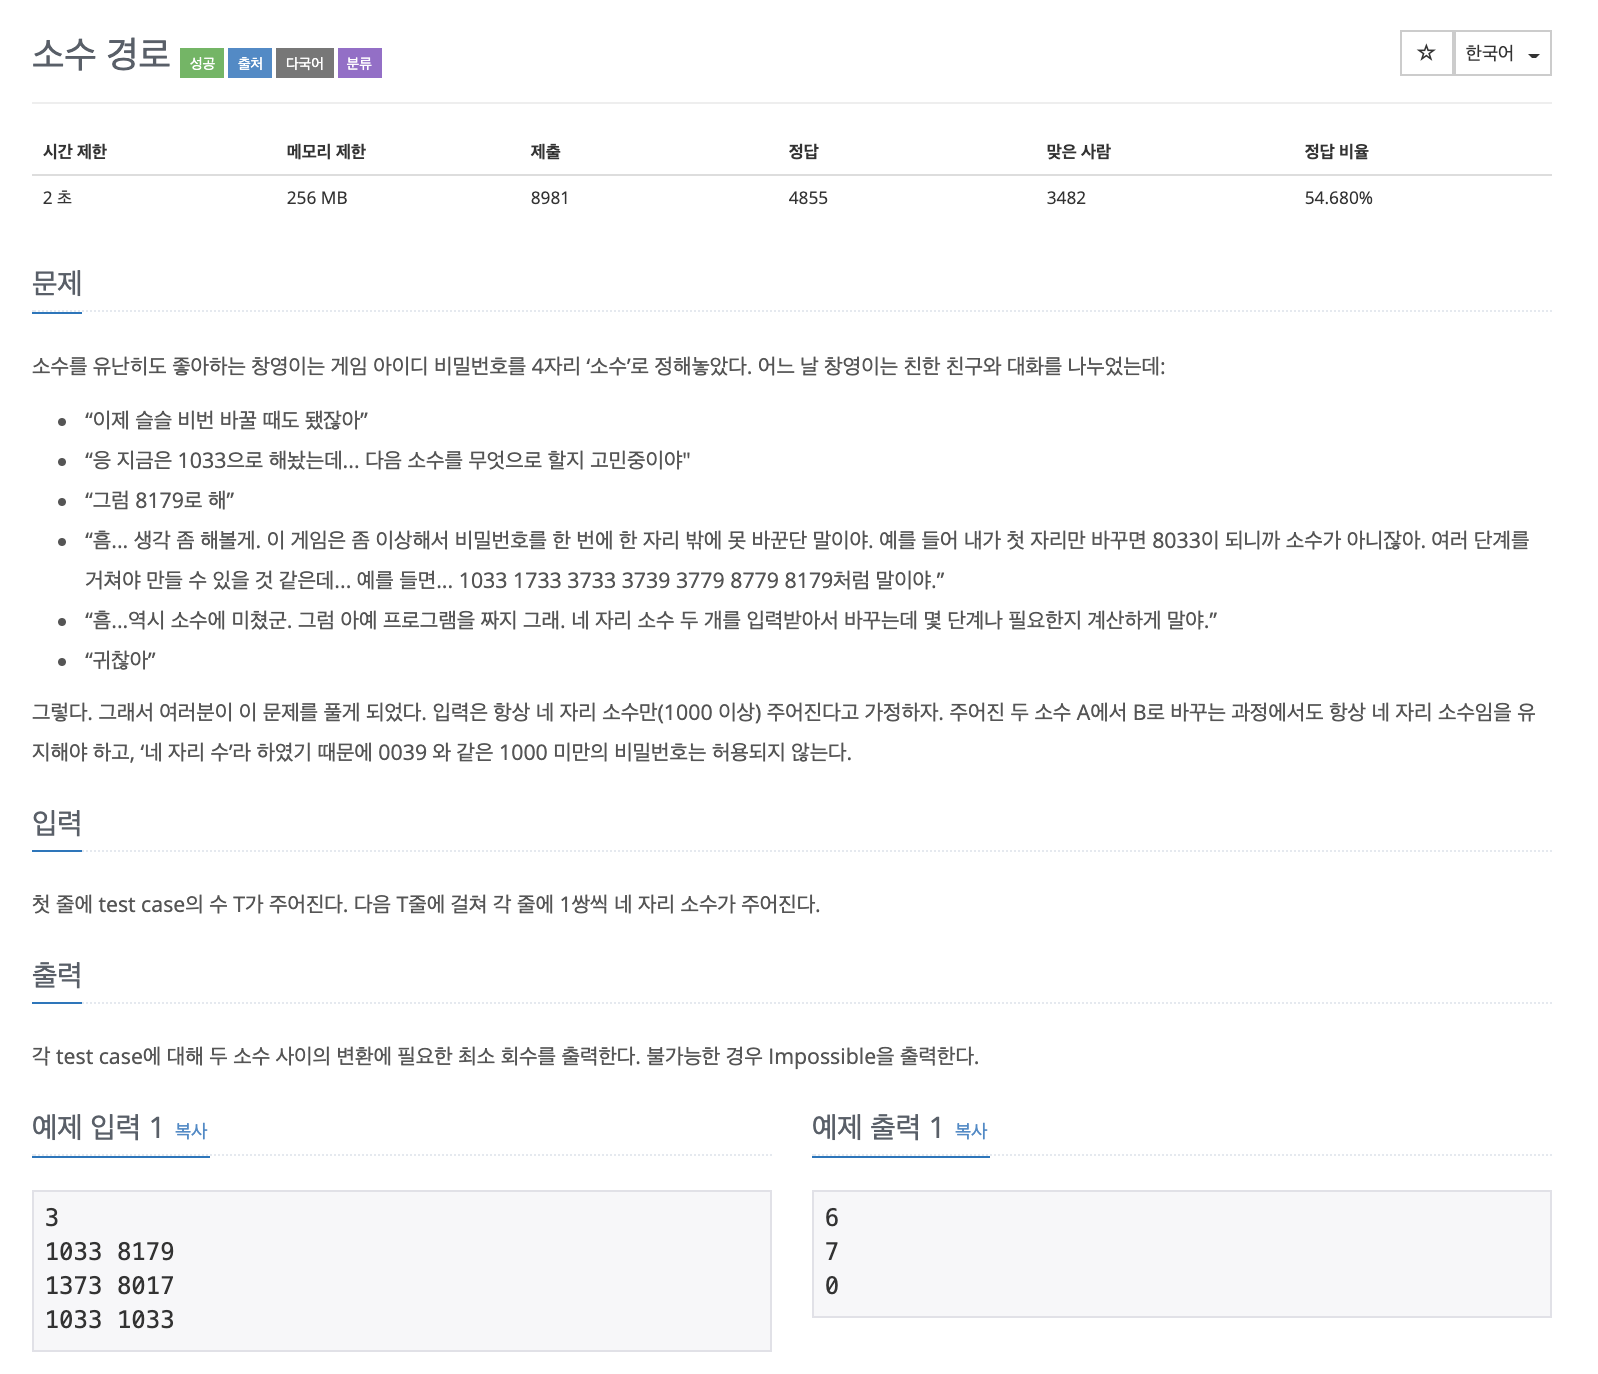 소수 경로 성공 출처 다국어 분류
☆ 한국어
시간 제한 메모리 제한 제출 정답 맞은 사람 정답 비율
2 초 256 MB 8981 4855 3482 54.680%
문제
소수를 유난히도 좋아하는 창영이는 게임 아이디 비밀번호를 4자리 ‘소수’로 정해놓았다. 어느 날 창영이는 친한 친구와 대화를 나누었는데:
• “이제 슬슬 비번 바꿀 때도 됐잖아”
• “응 지금은 1033으로 해놨는데... 다음 소수를 무엇으로 할지 고민중이야"
• “그럼 8179로 해”
• “흠... 생각 좀 해볼게. 이 게임은 좀 이상해서 비밀번호를 한 번에 한 자리 밖에 못 바꾼단 말이야. 예를 들어 내가 첫 자리만 바꾸면 8033이 되니까 소수가 아니잖아. 여러 단계를
거쳐야 만들 수 있을 것 같은데... 예를 들면... 1033 1733 3733 3739 3779 8779 8179처럼 말이야.”
• “흠...역시 소수에 미쳤군. 그럼 아예 프로그램을 짜지 그래. 네 자리 소수 두 개를 입력받아서 바꾸는데 몇 단계나 필요한지 계산하게 말야.”
• “귀찮아”
그렇다. 그래서 여러분이 이 문제를 풀게 되었다. 입력은 항상 네 자리 소수만(1000 이상) 주어진다고 가정하자. 주어진 두 소수 A에서 B로 바꾸는 과정에서도 항상 네 자리 소수임을 유
지해야 하고, ‘네 자리 수’라 하였기 때문에 0039 와 같은 1000 미만의 비밀번호는 허용되지 않는다.
입력
첫 줄에 test case의 수 T가 주어진다. 다음 T줄에 걸쳐 각 줄에 1쌍씩 네 자리 소수가 주어진다.
출력
각 test case에 대해 두 소수 사이의 변환에 필요한 최소 회수를 출력한다. 불가능한 경우 Impossible을 출력한다.
예제 입력 1 복사
3
1033 8179
1373 8017
1033 1033
예제 출력 1 복사
6
7
0